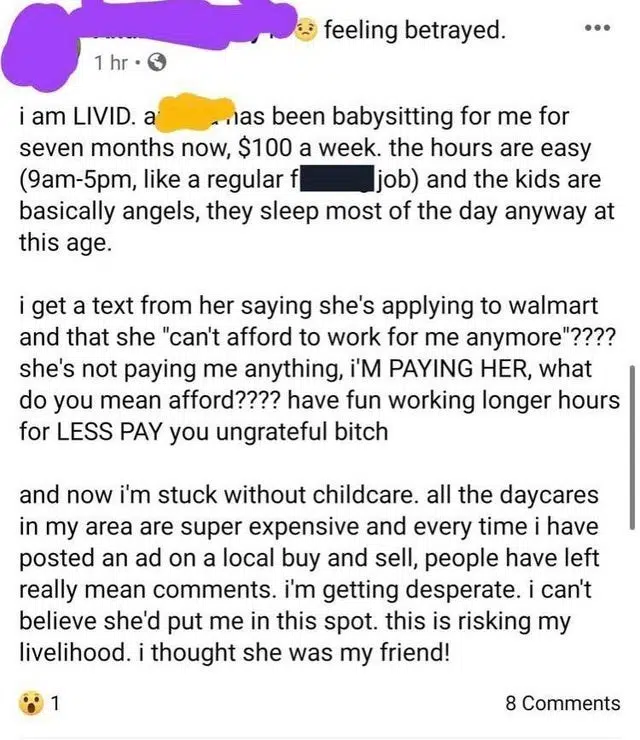 feeling betrayed.
1 hr
i am LIVID. a has been babysitting for me for
seven months now, $100 a week. the hours are easy
(9am-5pm, like a regular f job) and the kids are
basically angels, they sleep most of the day anyway at
this age.
i get a text from her saying she's applying to walmart
and that she "can't afford to work for me anymore"????
she's not paying me anything, i'M PAYING HER, what
do you mean afford???? have fun working longer hours
for LESS PAY you ungrateful bitch
and now i'm stuck without childcare. all the daycares
in my area are super expensive and every time i have
posted an ad on a local buy and sell, people have left
really mean comments. i'm getting desperate. i can't
believe she'd put me in this spot. this is risking my
livelihood. i thought she was my friend!
1
8 Comments